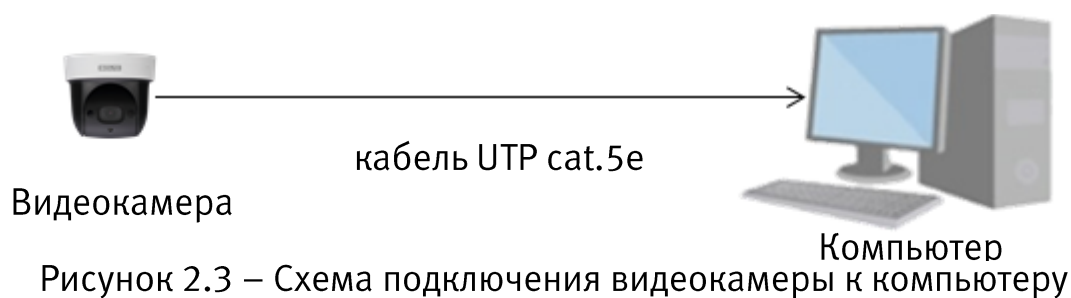 кабель UTP cat.5e
Видеокамера
Компьютер
Рисунок 2.3 – Схема подключения видеокамеры к компьютеру